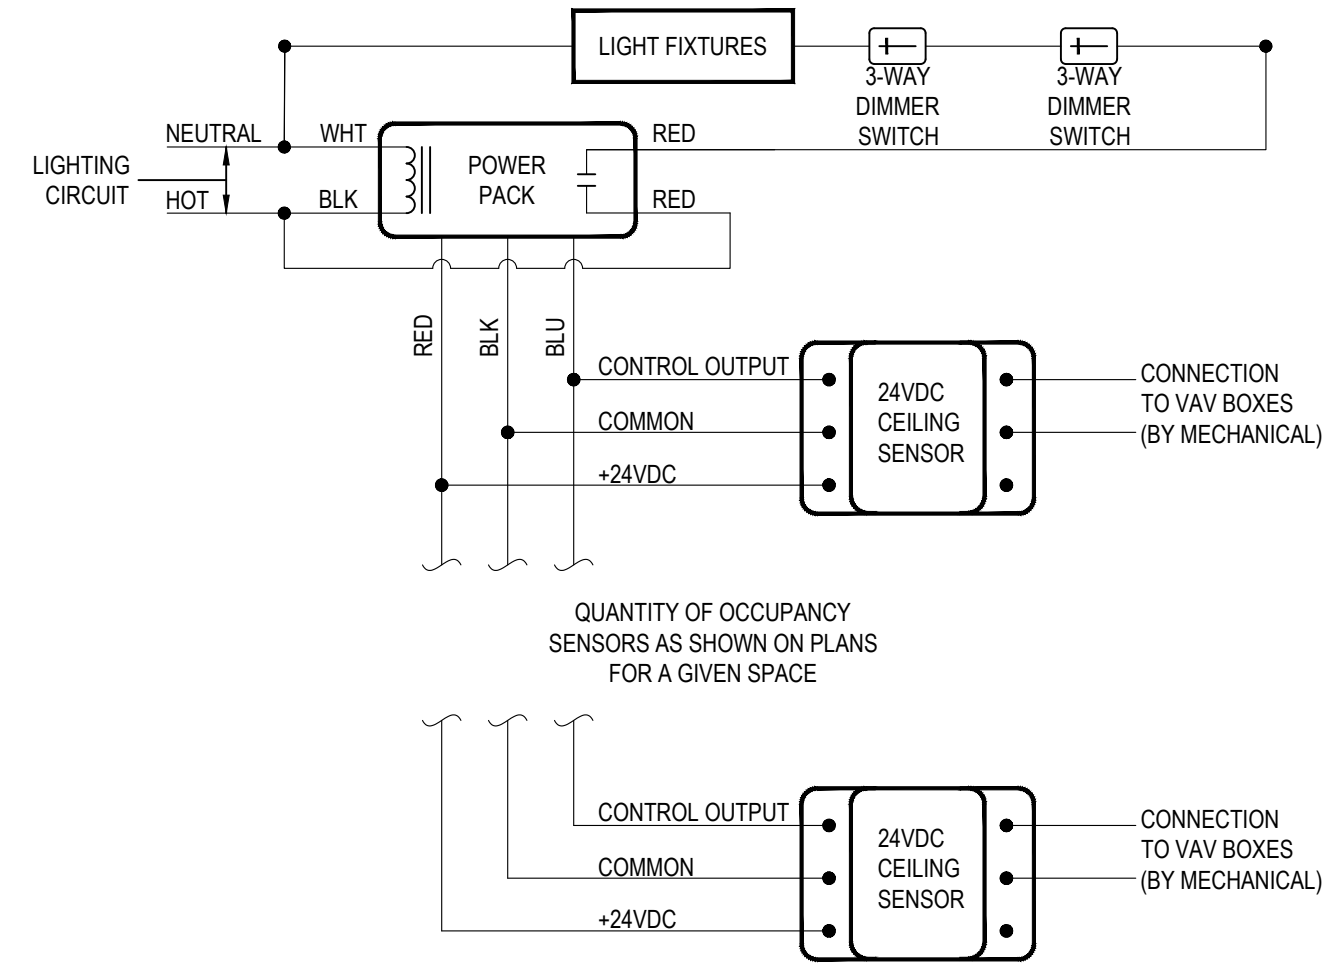 LIGHT FIXTURES
3-WAY
DIMMER
SWITCH
3-WAY
DIMMER
SWITCH
NEUTRAL
WHT
RED
LIGHTING
CIRCUIT
POWER
PACK
HOT
BLK
RED
RED
BLK
BLU
CONTROL OUTPUT
COMMON
+24VDC
24VDC
CEILING
SENSOR
CONNECTION
TO VAV BOXES
(BY MECHANICAL)
QUANTITY OF OCCUPANCY
SENSORS AS SHOWN ON PLANS
FOR A GIVEN SPACE
CONTROL OUTPUT
COMMON
+24VDC
24VDC
CEILING
SENSOR
CONNECTION
TO VAV BOXES
(BY MECHANICAL)